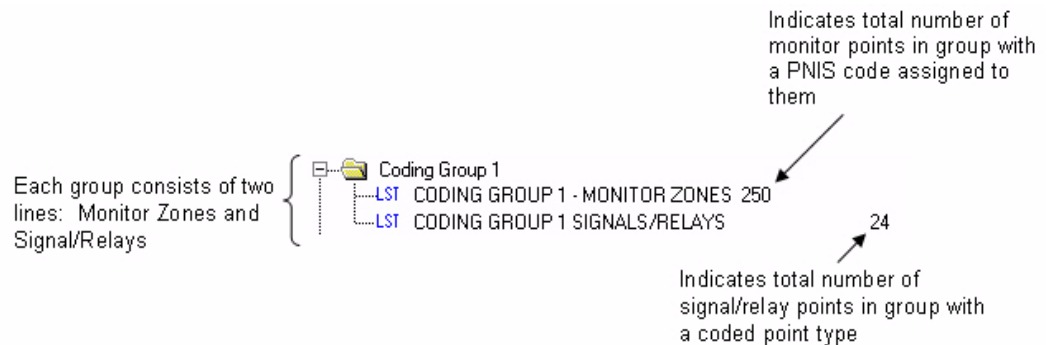 Indicates total number of
monitor points in group with
a PNIS code assigned to
them
Each group consists of two
lines:  Monitor Zones and
Signal/Relays
Coding Group 1
LST CODING GROUP 1 - MONITOR ZONES 250
LST CODING GROUP 1 SIGNALS/RELAYS 24
Indicates total number of
signal/relay points in group with
a coded point type